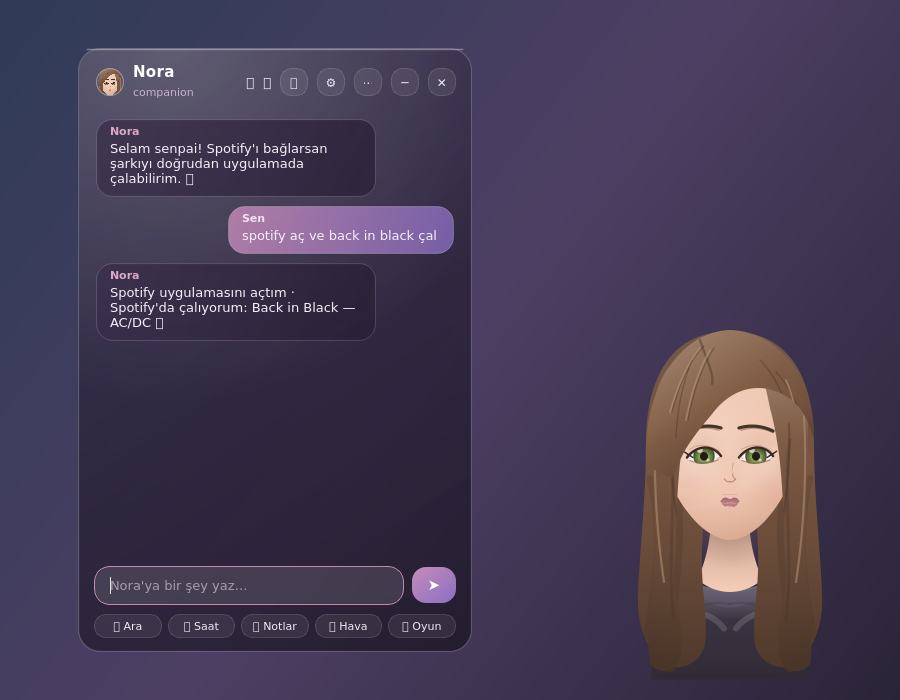 Nora
companion
Nora
Selam senpai! Spotify'ı bağlarsan
şarkıyı doğrudan uygulamada
çalabilirim.
Sen
spotify aç ve back in black çal
Nora
Spotify uygulamasını açtım ·
Spotify'da çalıyorum: Back in Black —
AC/DC
Nora'ya bir şey yaz...
Ara
Saat
Notlar
Hava
Oyun